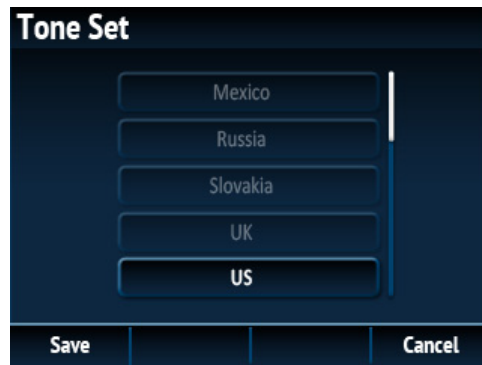 Tone Set
Mexico
Russia
Slovakia
UK
US
Save
Cancel